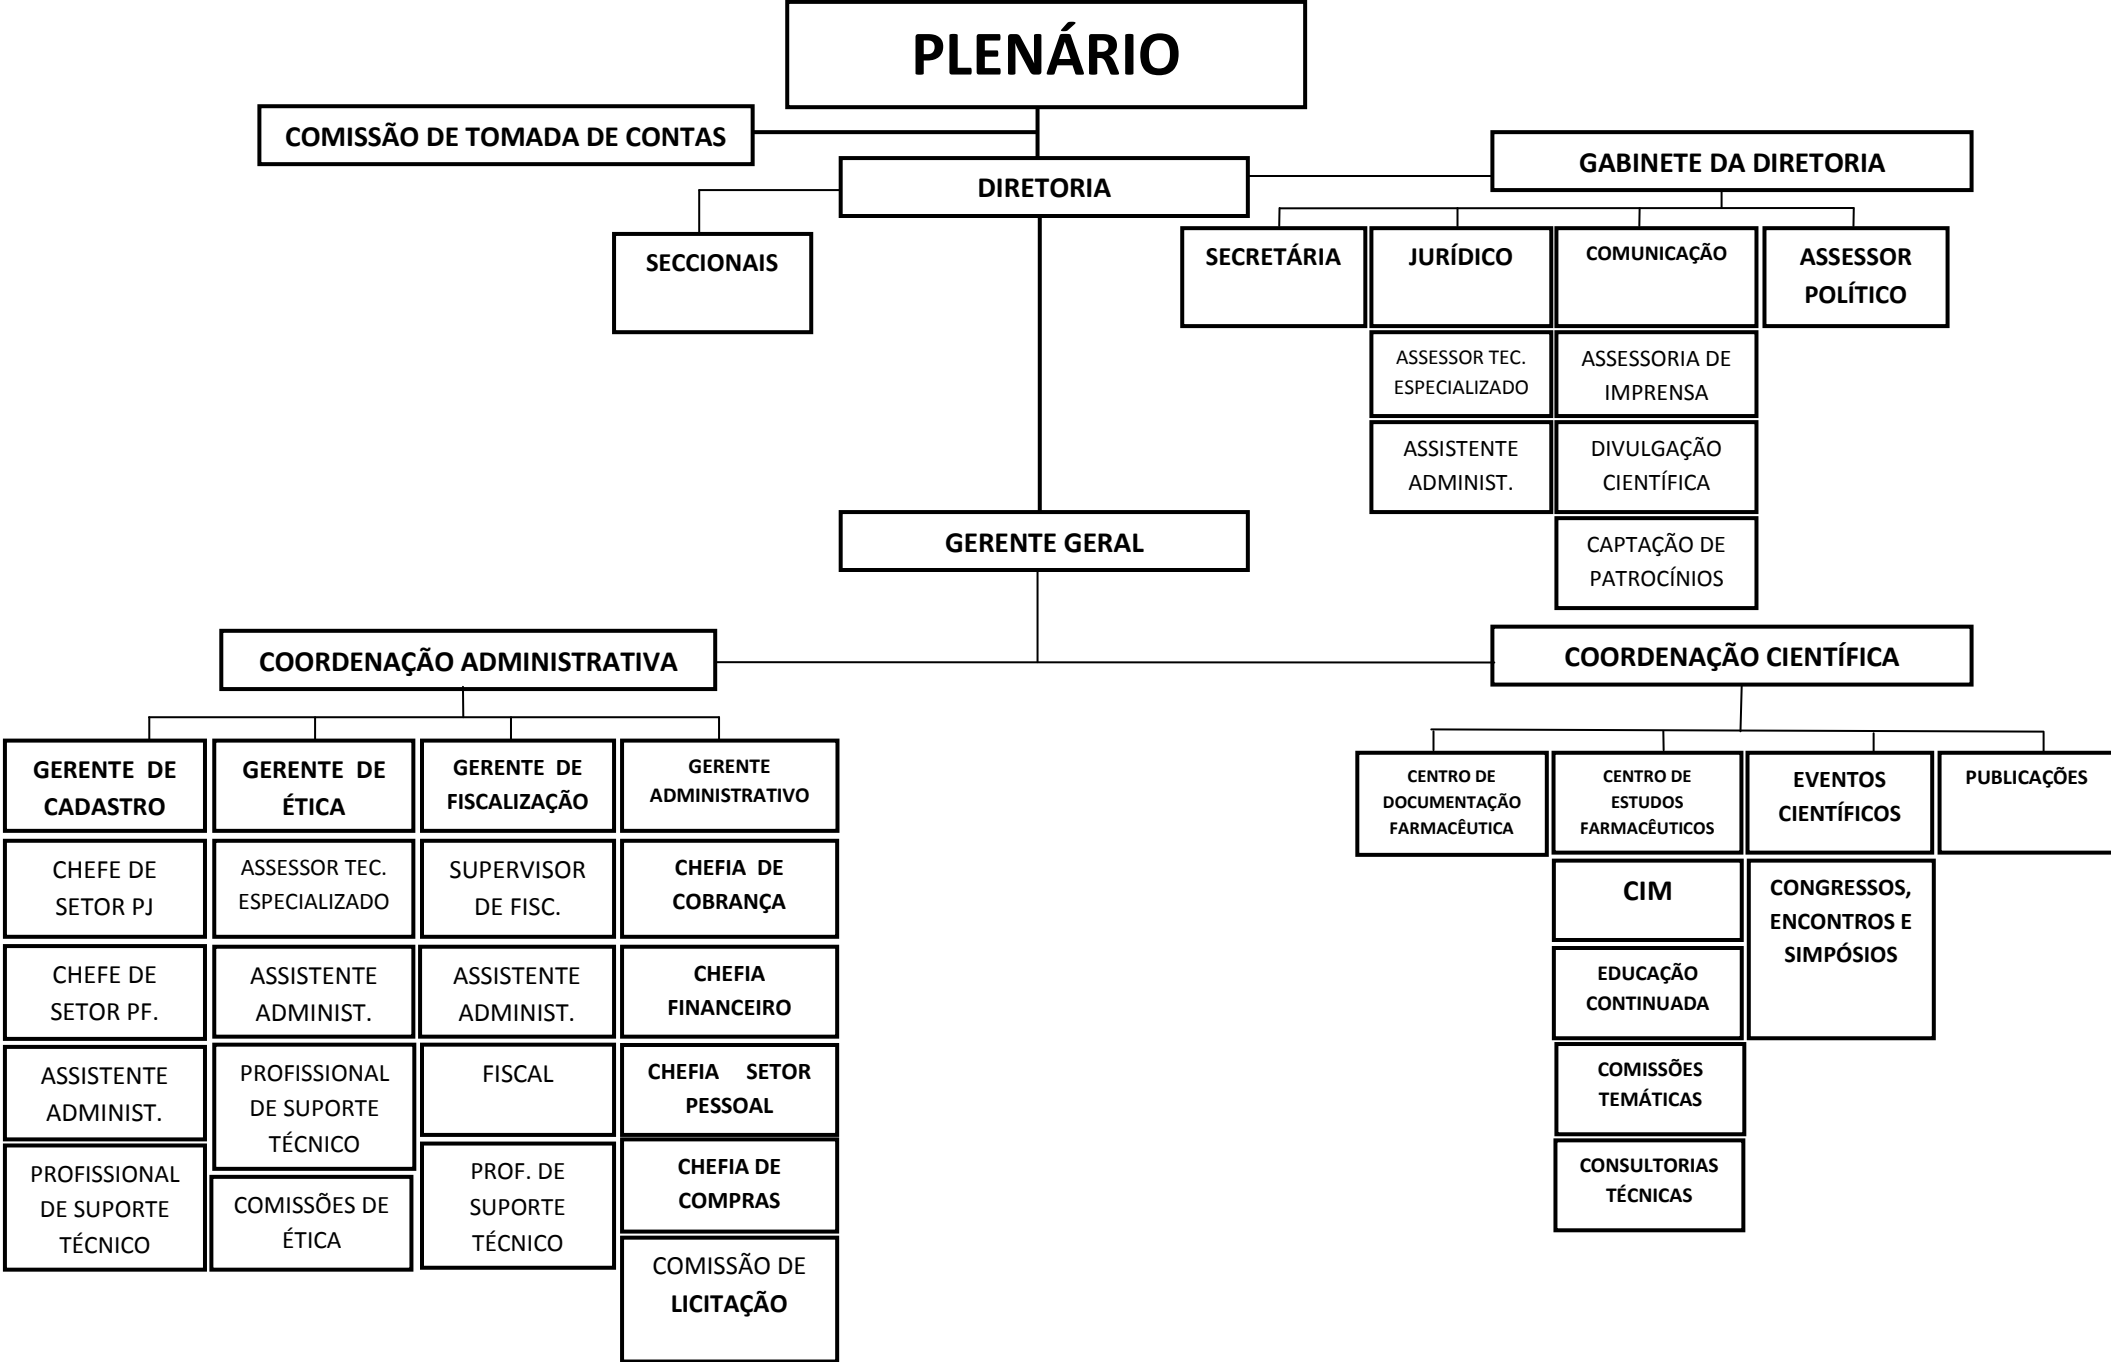 PLENÁRIO
COMISSÃO DE TOMADA DE CONTAS
GABINETE DA DIRETORIA
DIRETORIA
SECCIONAIS
SECRETÁRIA
JURÍDICO
COMUNICAÇÃO
ASSESSOR
POLÍTICO
ASSESSOR TEC.
ESPECIALIZADO
ASSESSORIA DE
IMPRENSA
ASSISTENTE
ADMINIST.
DIVULGAÇÃO
CIENTÍFICA
CAPTAÇÃO DE
PATROCÍNIOS
GERENTE GERAL
COORDENAÇÃO ADMINISTRATIVA
COORDENAÇÃO CIENTÍFICA
GERENTE DE
CADASTRO
CHEFE DE
SETOR PJ
CHEFE DE
SETOR PF.
ASSISTENTE
ADMINIST.
PROFISSIONAL
DE SUPORTE
TÉCNICO
GERENTE DE
ÉTICA
ASSESSOR TEC.
ESPECIALIZADO
ASSISTENTE
ADMINIST.
PROFISSIONAL
DE SUPORTE
TÉCNICO
COMISSÕES DE
ÉTICA
GERENTE DE
FISCALIZAÇÃO
SUPERVISOR
DE FISC.
ASSISTENTE
ADMINIST.
FISCAL
PROF. DE
SUPORTE
TÉCNICO
GERENTE
ADMINISTRATIVO
CHEFIA DE
COBRANÇA
CHEFIA
FINANCEIRO
CHEFIA SETOR
PESSOAL
CHEFIA DE
COMPRAS
COMISSÃO DE
LICITAÇÃO
CENTRO DE
DOCUMENTAÇÃO
FARMACÊUTICA
CENTRO DE
ESTUDOS
FARMACÊUTICOS
CIM
EDUCAÇÃO
CONTINUADA
COMISSÕES
TEMÁTICAS
CONSULTORIAS
TÉCNICAS
EVENTOS
CIENTÍFICOS
CONGRESSOS,
ENCONTROS E
SIMPÓSIOS
PUBLICAÇÕES